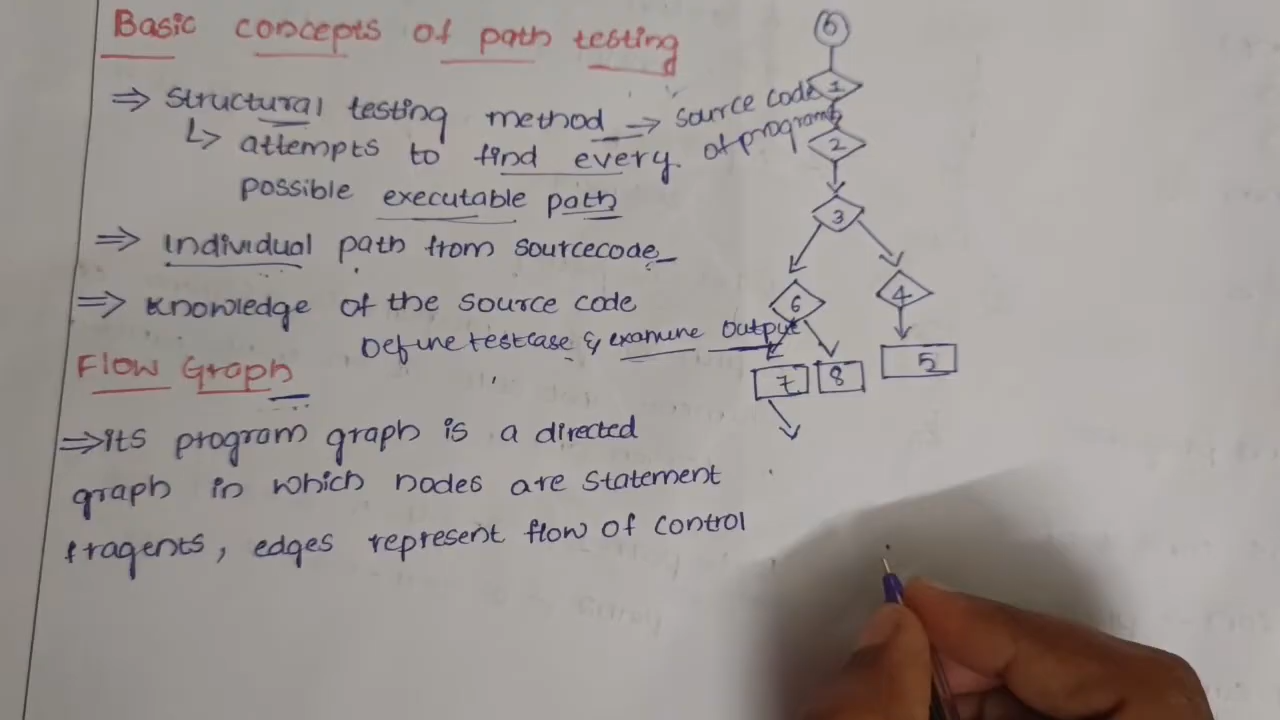 Basic concepts of path testing
⇒ structural testing method → source code of program
↳ attempts to find every
possible executable path
⇒ individual path from sourcecode
⇒ knowledge of the source code
Define testcase & examine output
Flow Graph
⇒ its program graph is a directed
graph in which nodes are statement
fragents, edges represent flow of control
6
1
2
3
6 4
7 8 5